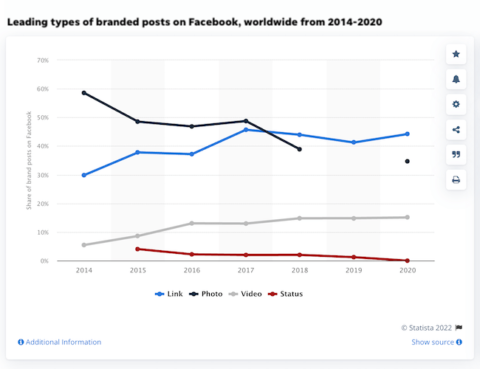 Leading types of branded posts on Facebook, worldwide from 2014-2020
Share of brand posts on Facebook
70%
60%
50%
40%
30%
20%
10%
0%
2014 2015 2016 2017 2018 2019 2020
Link Photo Video Status
© Statista 2022
Additional Information Show source